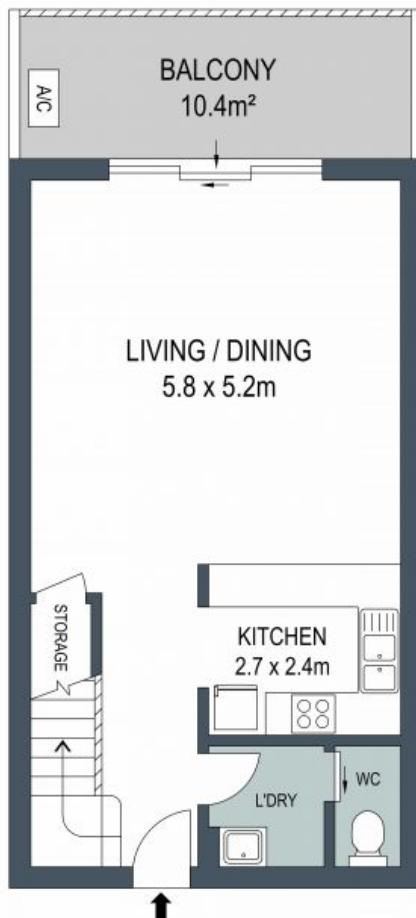 BALCONY
10.4m²
A/C
LIVING / DINING
5.8 x 5.2m
STORAGE
KITCHEN
2.7 x 2.4m
L'DRY
WC